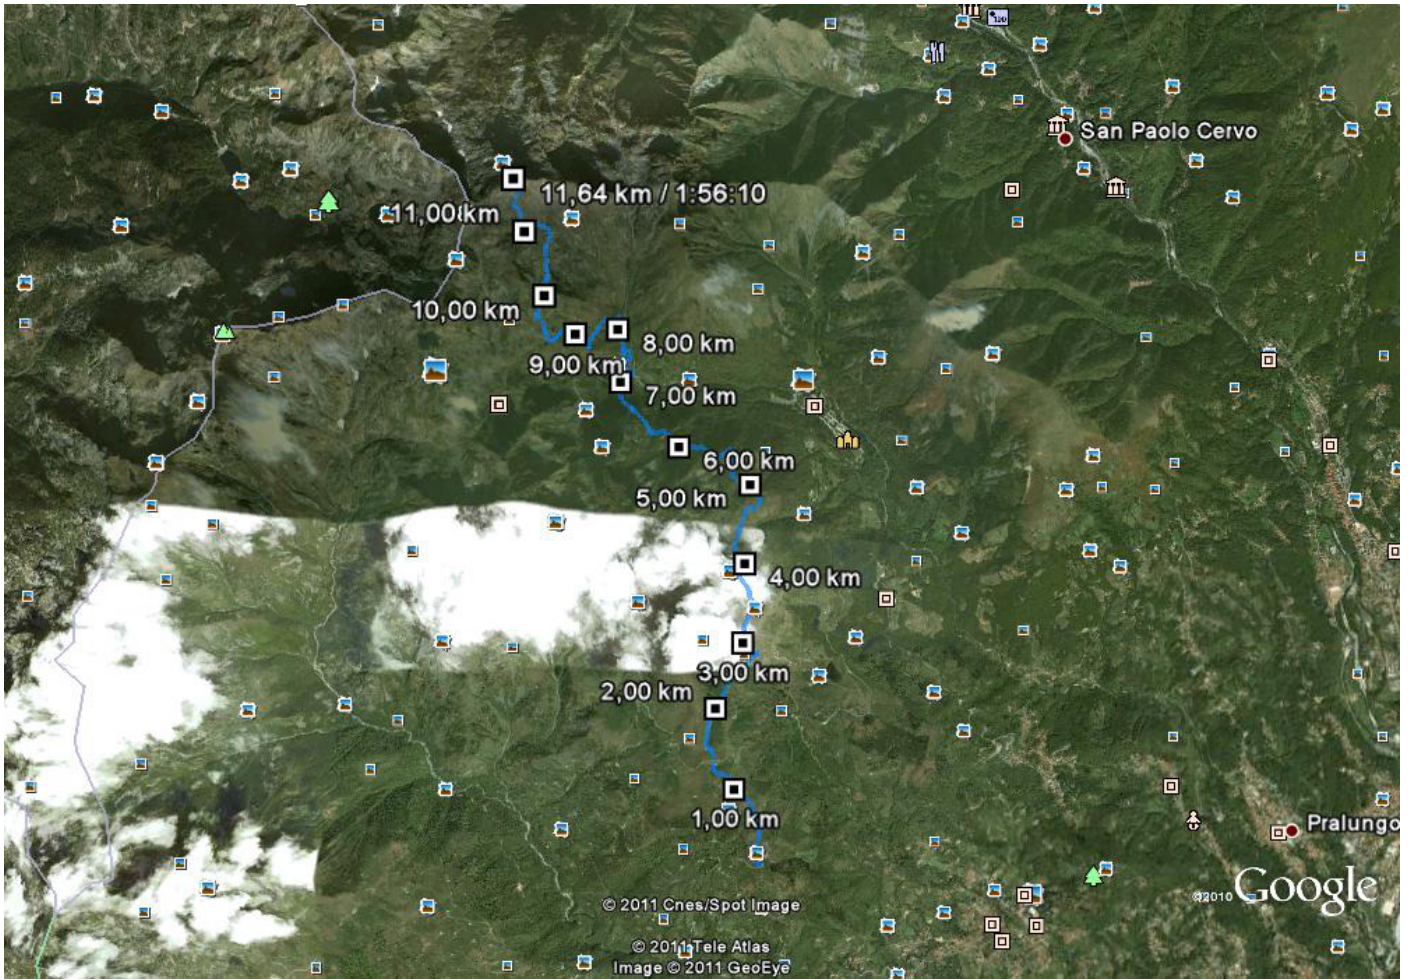 San Paolo Cervo
11,64 km / 1:56:10
11,00 km
10,00 km
8,00 km
9,00 km
7,00 km
6,00 km
5,00 km
4,00 km
3,00 km
2,00 km
1,00 km
Pralungo
©2010 Google
© 2011 Cnes/Spot Image
© 2011 Tele Atlas
Image © 2011 GeoEye